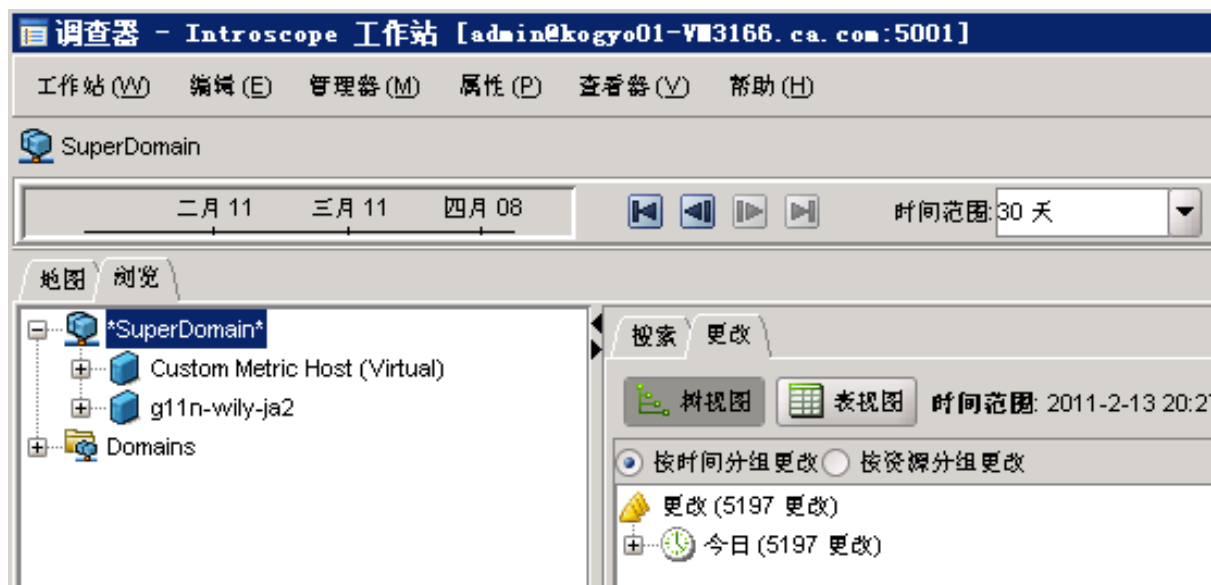 调查器 - Introscope 工作站 [admin@kogyo01-VM3166.ca.com:5001]
工作站(W) 编辑(E) 管理器(M) 属性(P) 查看器(V) 帮助(H)
SuperDomain
二月 11 三月 11 四月 08 时间范围:30 天
地图 浏览
*SuperDomain*
Custom Metric Host (Virtual)
g11n-wily-ja2
Domains
搜索 更改
树视图 表视图 时间范围: 2011-2-13 20:27
按时间分组更改 按资源分组更改
更改 (5197 更改)
今日 (5197 更改)